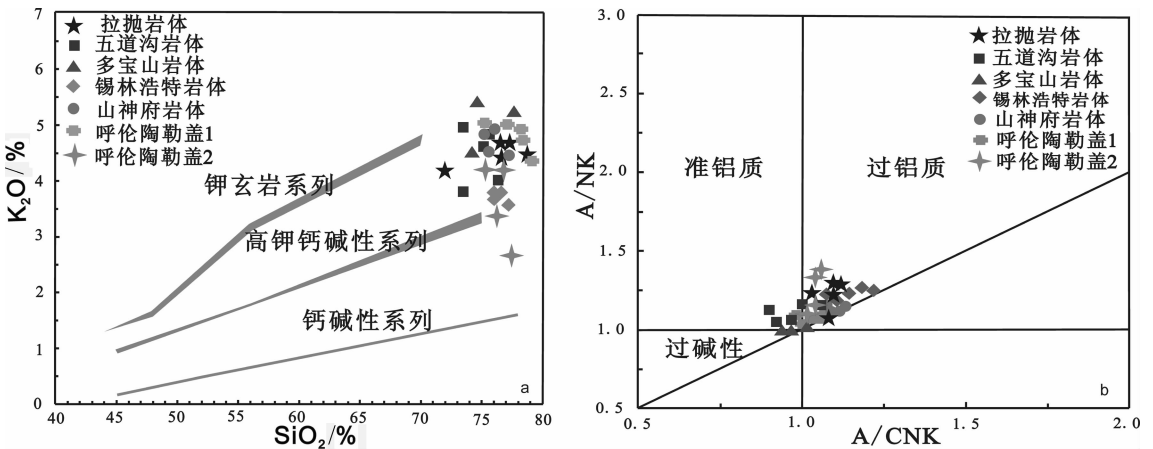 7
6
5
4
3
2
1
0
K₂O/%
拉抛岩体
五道沟岩体
多宝山岩体
锡林浩特岩体
山神府岩体
呼伦陶勒盖1
呼伦陶勒盖2
钾玄岩系列
高钾钙碱性系列
钙碱性系列
a
40 45 50 55 60 65 70 75 80
SiO₂/%
3.0
2.5
2.0
1.5
1.0
0.5
A/NK
拉抛岩体
五道沟岩体
多宝山岩体
锡林浩特岩体
山神府岩体
呼伦陶勒盖1
呼伦陶勒盖2
准铝质 过铝质
过碱性
b
0.5 1.0 1.5 2.0
A/CNK